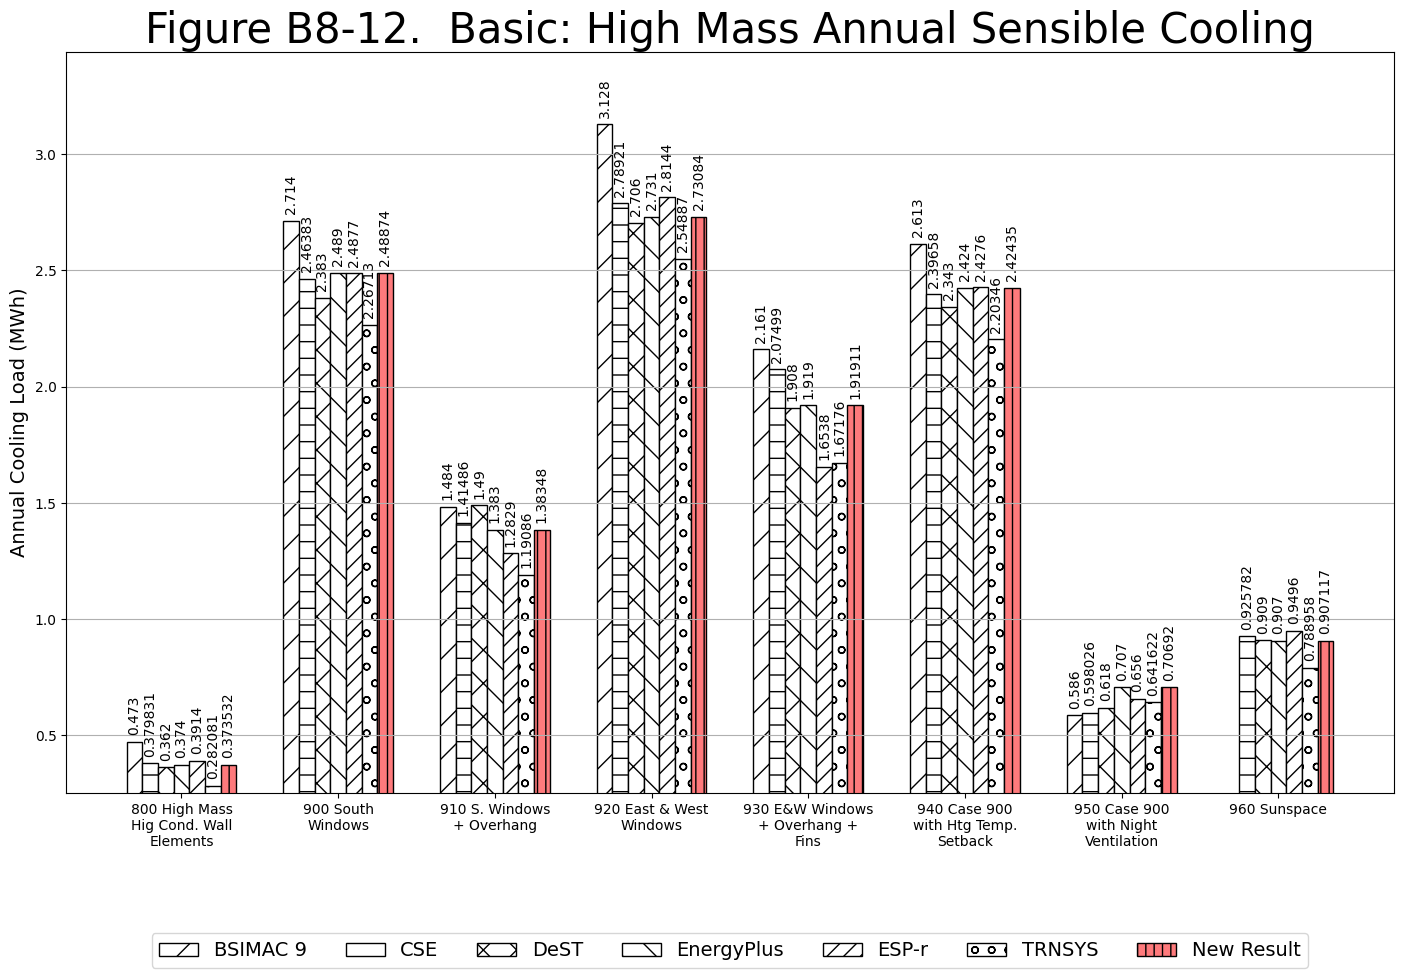 Figure B8-12.  Basic: High Mass Annual Sensible Cooling
Annual Cooling Load (MWh)
3.0
2.5
2.0
1.5
1.0
0.5
0.473
0.379831
0.362
0.374
0.3914
0.282081
0.373532
2.714
2.46383
2.383
2.489
2.4877
2.26713
2.48874
1.484
1.41486
1.49
1.383
1.2829
1.19086
1.38348
3.128
2.78921
2.706
2.731
2.8144
2.54887
2.73084
2.161
2.07499
1.908
1.919
1.6538
1.67176
1.91911
2.613
2.39658
2.343
2.424
2.4276
2.20346
2.42435
0.586
0.598026
0.618
0.707
0.656
0.641622
0.70692
0.925782
0.909
0.907
0.9496
0.788958
0.907117
800 High Mass
Hig Cond. Wall
Elements
900 South
Windows
910 S. Windows
+ Overhang
920 East & West
Windows
930 E&W Windows
+ Overhang +
Fins
940 Case 900
with Htg Temp.
Setback
950 Case 900
with Night
Ventilation
960 Sunspace
BSIMAC 9
CSE
DeST
EnergyPlus
ESP-r
TRNSYS
New Result